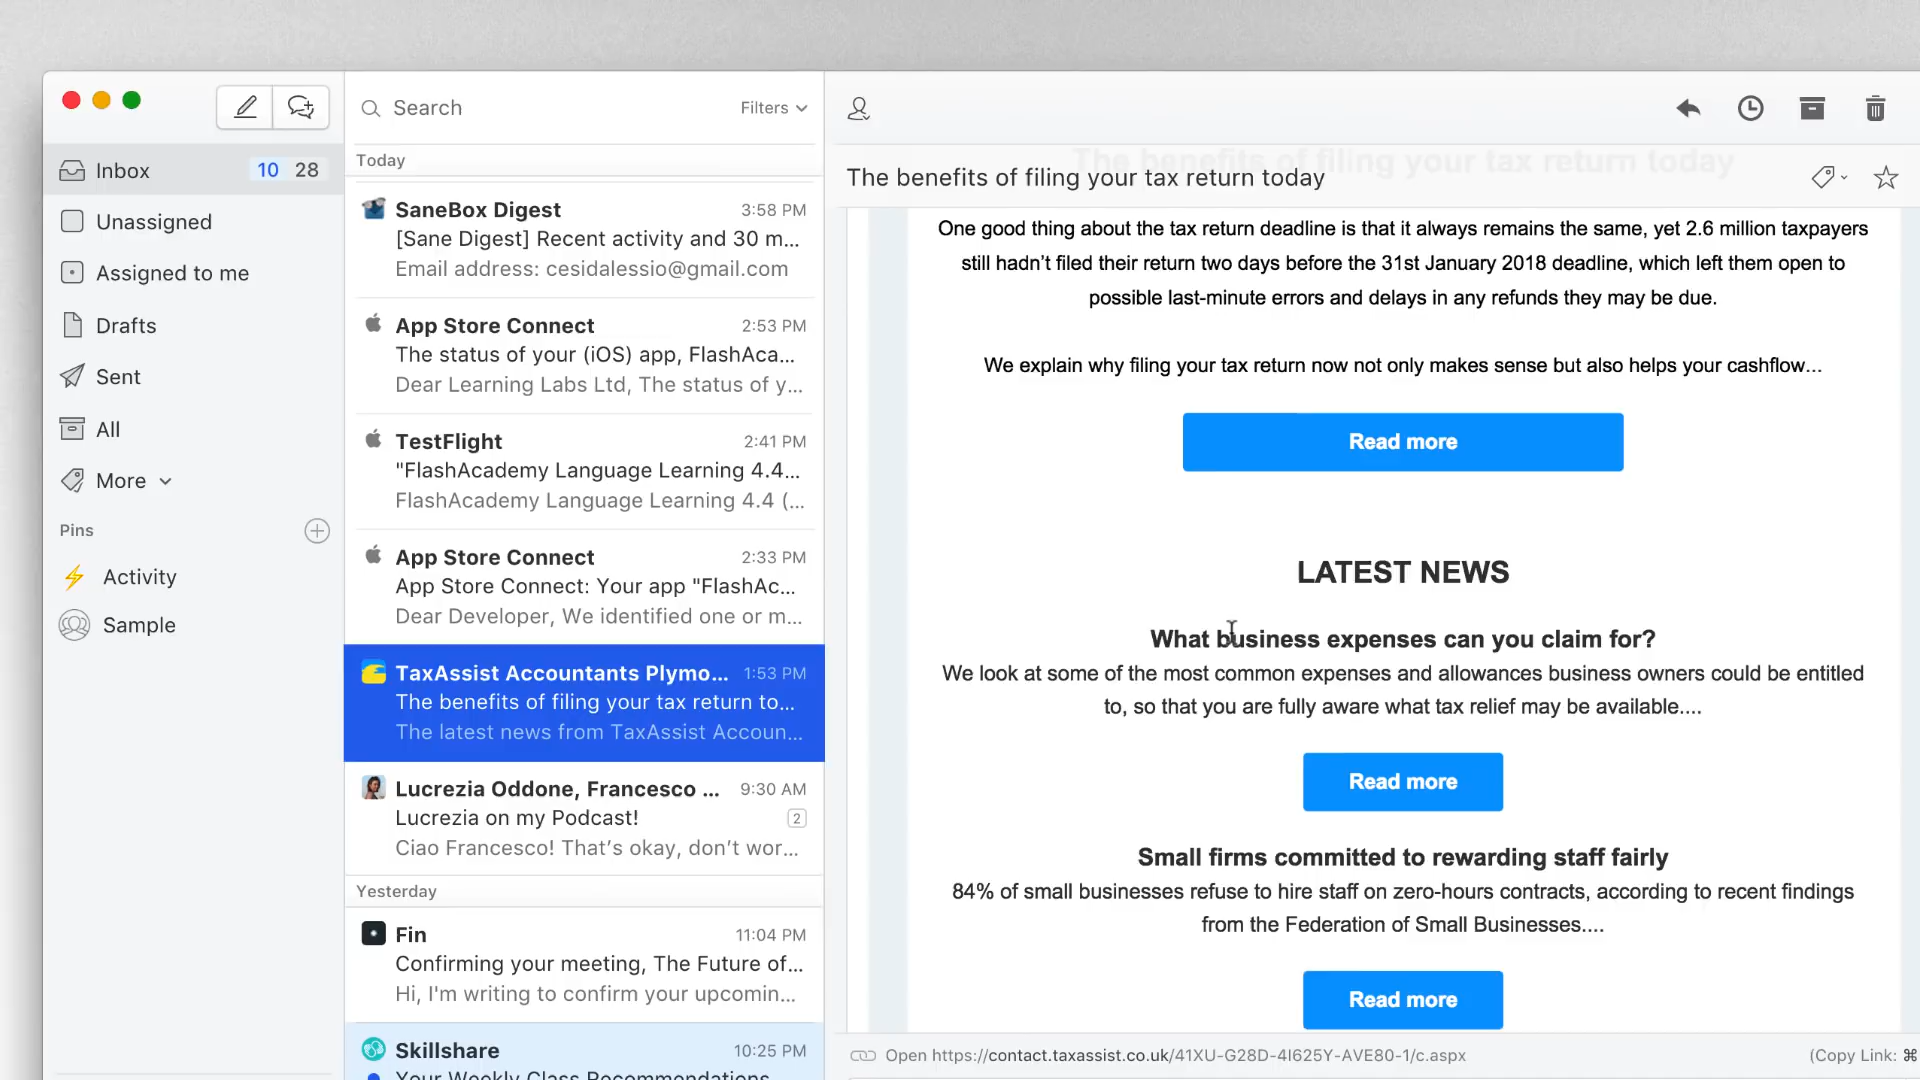 Search
Filters
Inbox 10 28
Unassigned
Assigned to me
Drafts
Sent
All
More
Pins
Activity
Sample
Today
SaneBox Digest 3:58 PM
[Sane Digest] Recent activity and 30 m...
Email address: cesidalessio@gmail.com
App Store Connect 2:53 PM
The status of your (iOS) app, FlashAca...
Dear Learning Labs Ltd, The status of y...
TestFlight 2:41 PM
"FlashAcademy Language Learning 4.4...
FlashAcademy Language Learning 4.4 (...
App Store Connect 2:33 PM
App Store Connect: Your app "FlashAc...
Dear Developer, We identified one or m...
TaxAssist Accountants Plymo... 1:53 PM
The benefits of filing your tax return to...
The latest news from TaxAssist Accoun...
Lucrezia Oddone, Francesco ... 9:30 AM
Lucrezia on my Podcast! 2
Ciao Francesco! That's okay, don't wor...
Yesterday
Fin 11:04 PM
Confirming your meeting, The Future of...
Hi, I'm writing to confirm your upcomin...
Skillshare 10:25 PM
Your Weekly Class Recommendations
The benefits of filing your tax return today
The benefits of filing your tax return today
One good thing about the tax return deadline is that it always remains the same, yet 2.6 million taxpayers
still hadn’t filed their return two days before the 31st January 2018 deadline, which left them open to
possible last-minute errors and delays in any refunds they may be due.
We explain why filing your tax return now not only makes sense but also helps your cashflow...
Read more
LATEST NEWS
What business expenses can you claim for?
We look at some of the most common expenses and allowances business owners could be entitled
to, so that you are fully aware what tax relief may be available....
Read more
Small firms committed to rewarding staff fairly
84% of small businesses refuse to hire staff on zero-hours contracts, according to recent findings
from the Federation of Small Businesses....
Read more
Open https://contact.taxassist.co.uk/41XU-G28D-4I625Y-AVE80-1/c.aspx
(Copy Link: ⌘